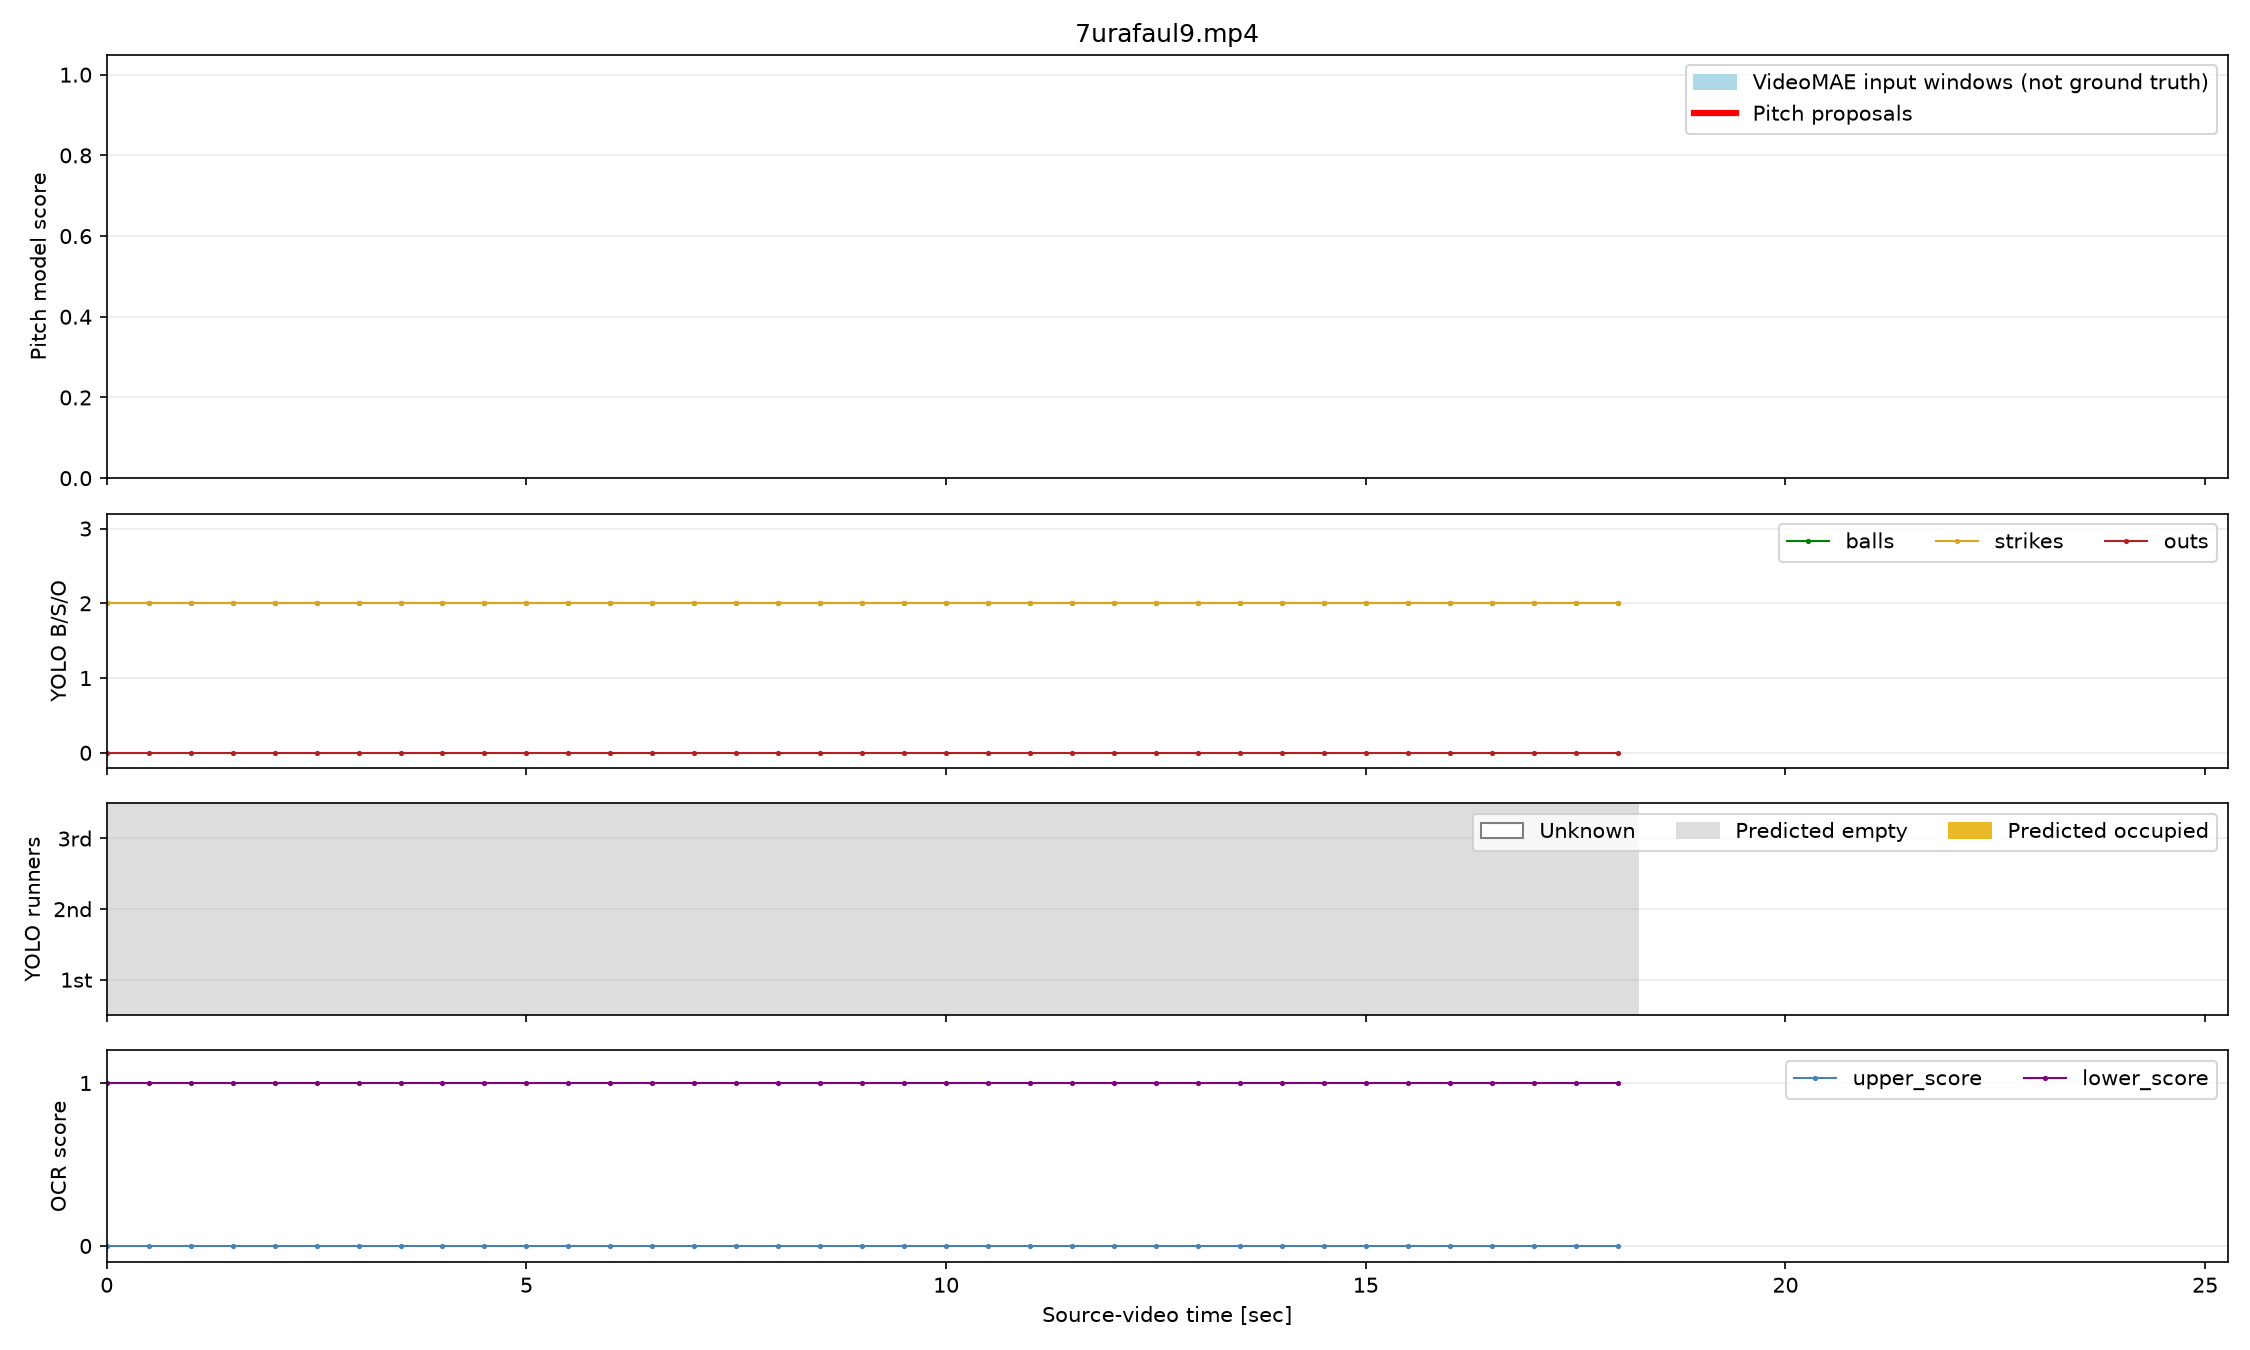 7urafaul9.mp4
Pitch model score
1.0
0.8
0.6
0.4
0.2
0.0
VideoMAE input windows (not ground truth)
Pitch proposals
YOLO B/S/O
3
2
1
0
balls strikes outs
YOLO runners
3rd
2nd
1st
Unknown Predicted empty Predicted occupied
OCR score
1
0
upper_score lower_score
0 5 10 15 20 25
Source-video time [sec]